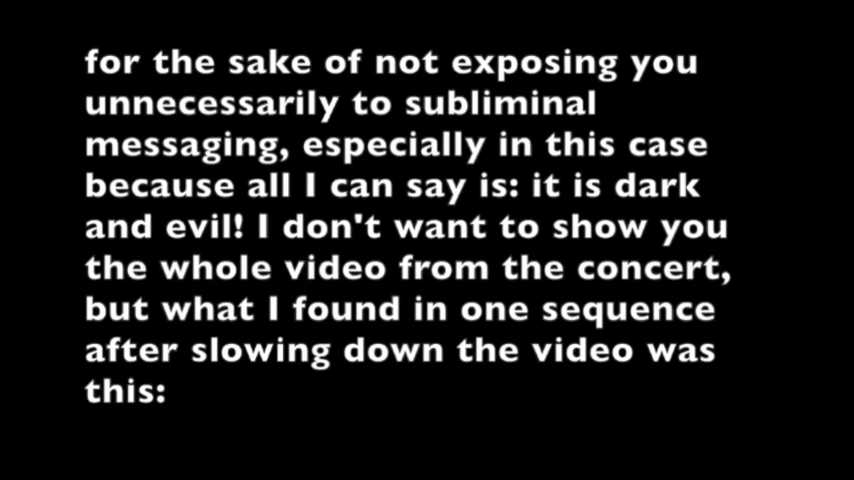 for the sake of not exposing you
unnecessarily to subliminal
messaging, especially in this case
because all I can say is: it is dark
and evil! I don't want to show you
the whole video from the concert,
but what I found in one sequence
after slowing down the video was
this: